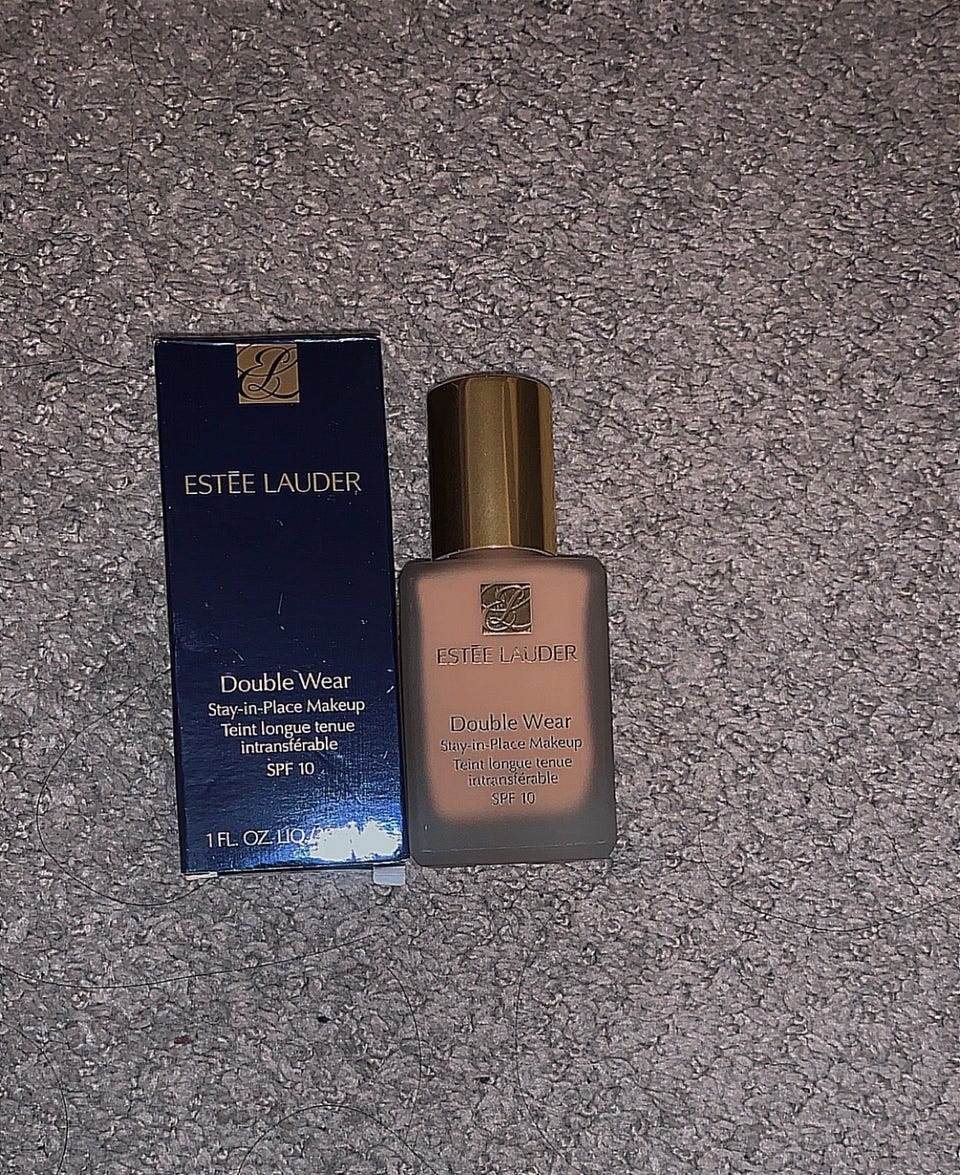 ESTĒE LAUDER
Double Wear
Stay-in-Place Makeup
Teint longue tenue
intransférable
SPF 10
1 FL. OZ. LIQ./
ESTĒE LAUDER
Double Wear
Stay-in-Place Makeup
Teint longue tenue
intransférable
SPF 10